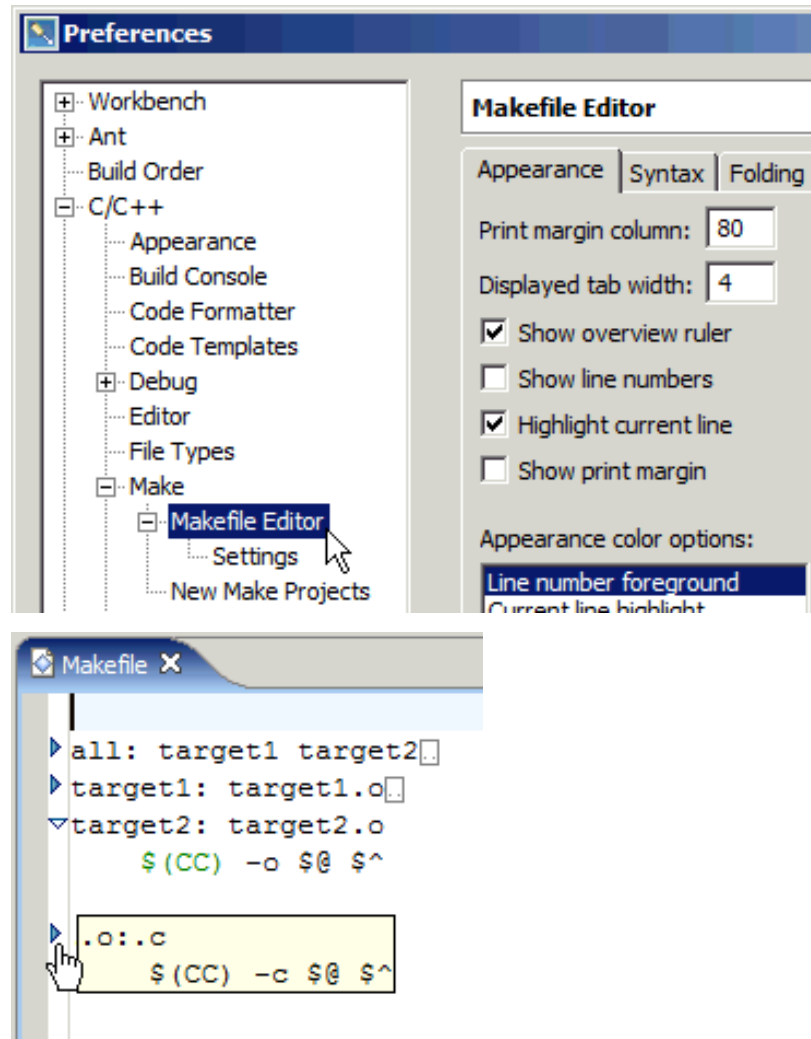 Preferences
Workbench
Ant
Build Order
C/C++
Appearance
Build Console
Code Formatter
Code Templates
Debug
Editor
File Types
Make
Makefile Editor
Settings
New Make Projects
Makefile Editor
Appearance Syntax Folding
Print margin column: 80
Displayed tab width: 4
Show overview ruler
Show line numbers
Highlight current line
Show print margin
Appearance color options:
Line number foreground
Current line highlight
Makefile
all: target1 target2..
target1: target1.o..
target2: target2.o
$(CC) -o $@ $^
.o:.c
$(CC) -c $@ $^